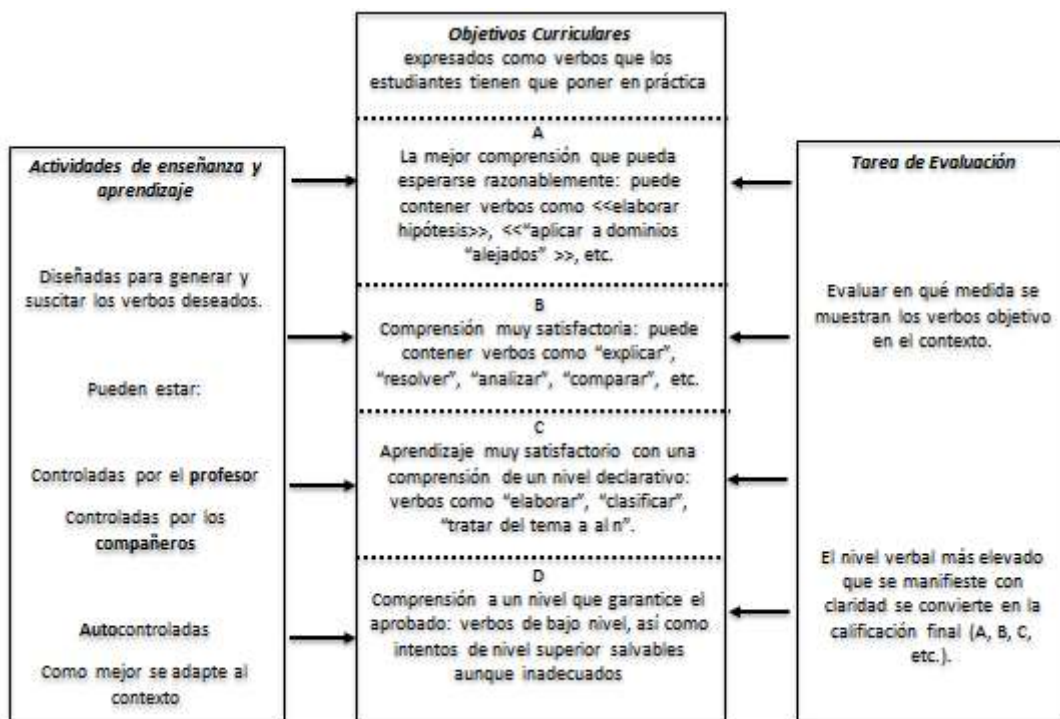 Objetivos Curriculares
expresados como verbos que los
estudiantes tienen que poner en práctica
A
La mejor comprensión que pueda
esperarse razonablemente: puede
contener verbos como <<elaborar
hipótesis>>, <<"aplicar a dominios
"alejados" >>, etc.
B
Comprensión muy satisfactoria: puede
contener verbos como "explicar",
"resolver", "analizar", "comparar", etc.
C
Aprendizaje muy satisfactorio con una
comprensión de un nivel declarativo:
verbos como "elaborar", "clasificar",
"tratar del tema a al n".
D
Comprensión a un nivel que garantice el
aprobado: verbos de bajo nivel, así como
intentos de nivel superior salvables
aunque inadecuados
Actividades de enseñanza y
aprendizaje
Diseñadas para generar y
suscitar los verbos deseados.
Pueden estar:
Controladas por el profesor
Controladas por los
compañeros
Autocontroladas
Como mejor se adapte al
contexto
Tarea de Evaluación
Evaluar en qué medida se
muestran los verbos objetivo
en el contexto.
El nivel verbal más elevado
que se manifieste con
claridad se convierte en la
calificación final (A, B, C,
etc.).